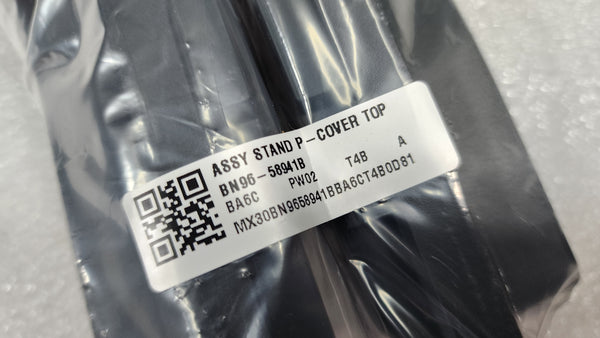 ASSY STAND P-COVER TOP
BN96-58941B
BA6C PW02 T4B A
MX30BN9658941BBA6CT4B0D81